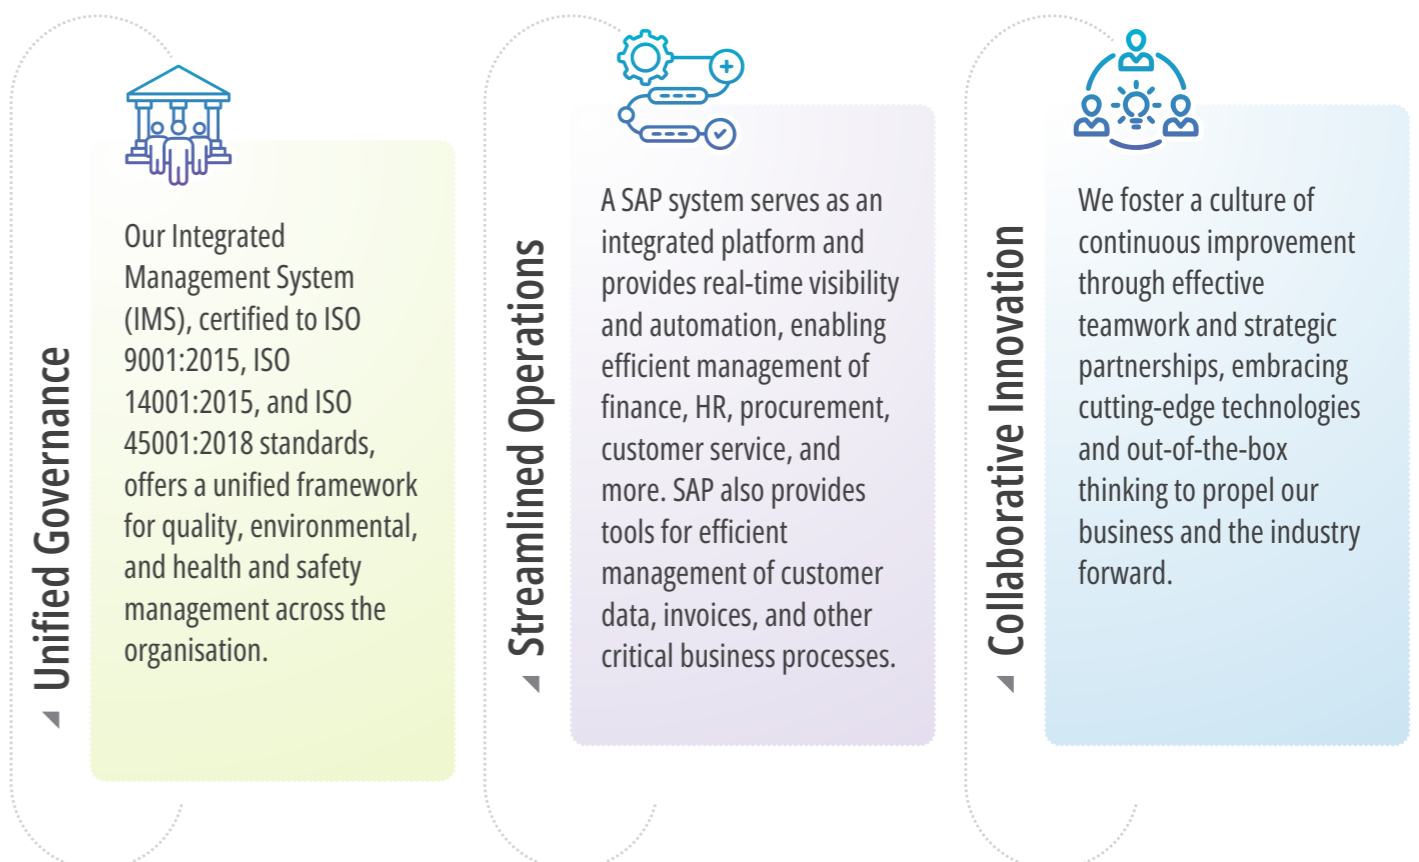 Unified Governance
Our Integrated
Management System
(IMS), certified to ISO
9001:2015, ISO
14001:2015, and ISO
45001:2018 standards,
offers a unified framework
for quality, environmental,
and health and safety
management across the
organisation.
Streamlined Operations
A SAP system serves as an
integrated platform and
provides real-time visibility
and automation, enabling
efficient management of
finance, HR, procurement,
customer service, and
more. SAP also provides
tools for efficient
management of customer
data, invoices, and other
critical business processes.
Collaborative Innovation
We foster a culture of
continuous improvement
through effective
teamwork and strategic
partnerships, embracing
cutting-edge technologies
and out-of-the-box
thinking to propel our
business and the industry
forward.